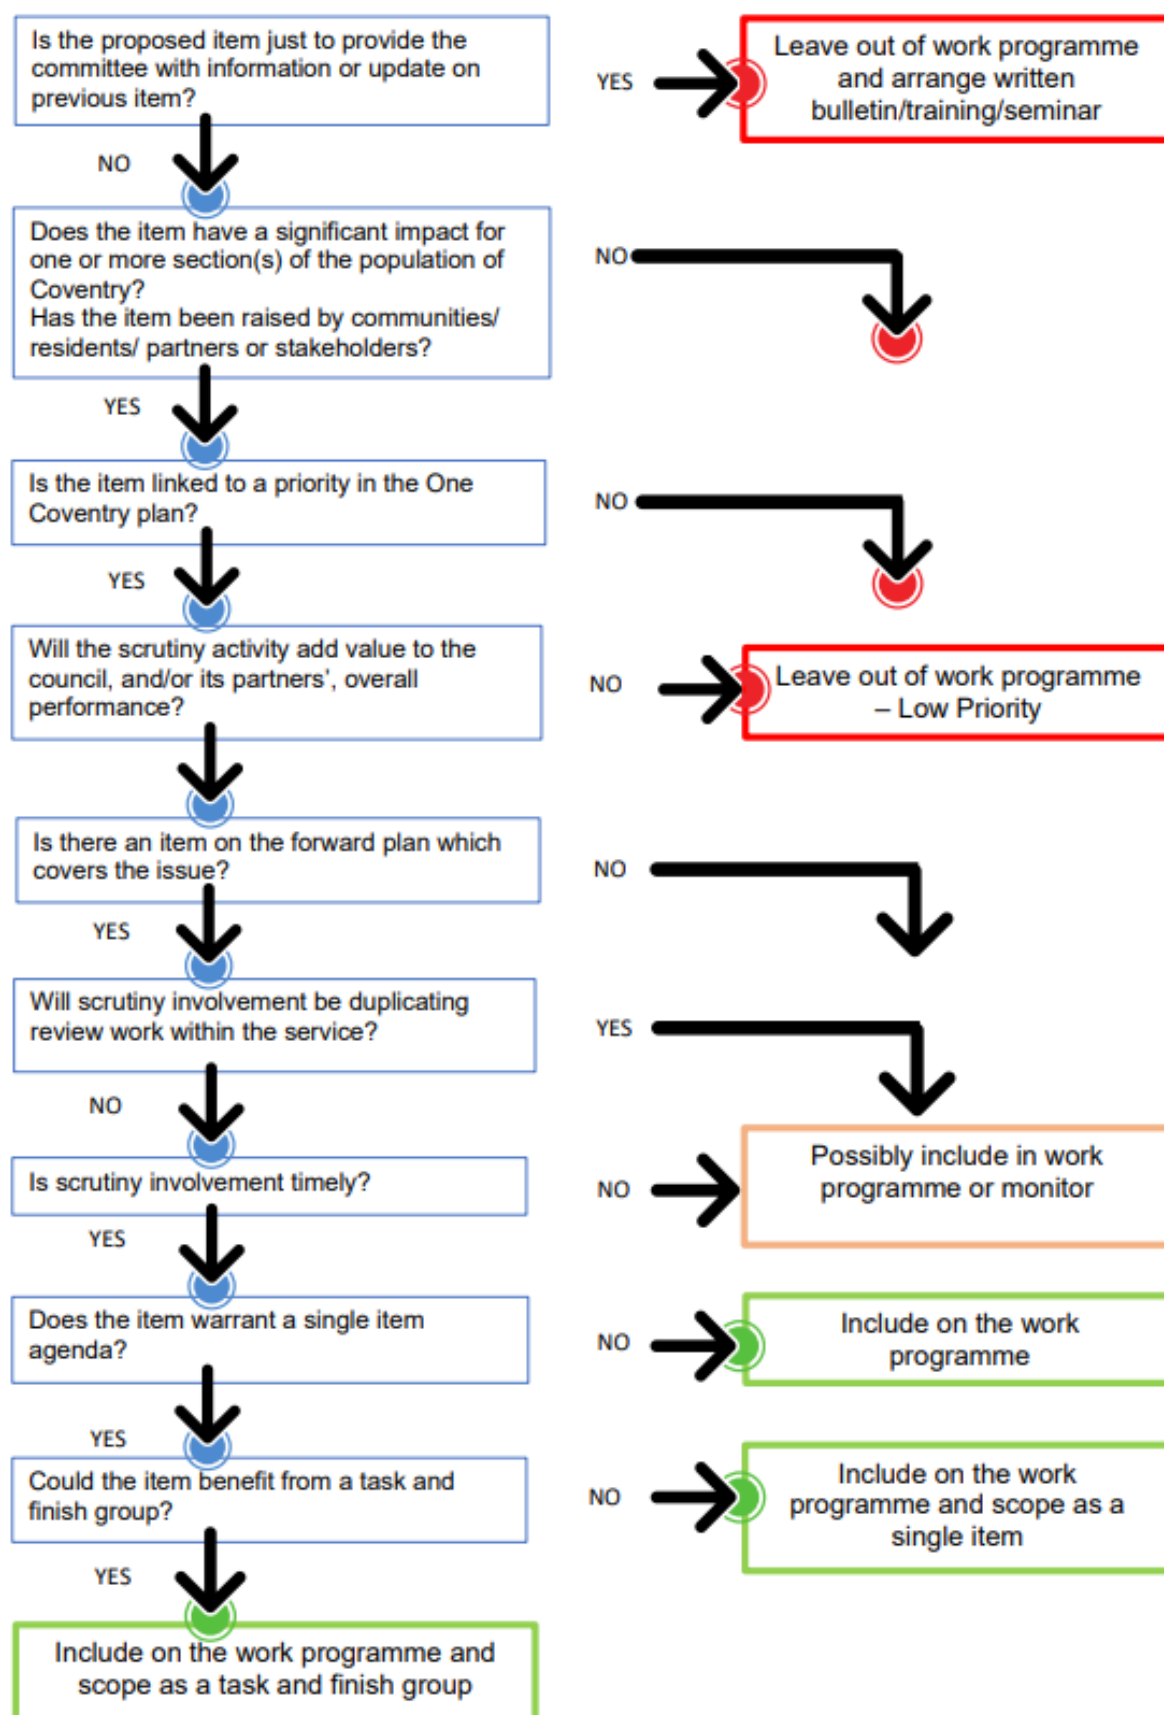 Is the proposed item just to provide the
committee with information or update on
previous item?
YES
Leave out of work programme
and arrange written
bulletin/training/seminar
NO
Does the item have a significant impact for
one or more section(s) of the population of
Coventry?
Has the item been raised by communities/
residents/ partners or stakeholders?
NO
YES
Is the item linked to a priority in the One
Coventry plan?
NO
YES
Will the scrutiny activity add value to the
council, and/or its partners’, overall
performance?
NO
Leave out of work programme
– Low Priority
Is there an item on the forward plan which
covers the issue?
NO
YES
Will scrutiny involvement be duplicating
review work within the service?
YES
NO
Is scrutiny involvement timely?
NO
Possibly include in work
programme or monitor
YES
Does the item warrant a single item
agenda?
NO
Include on the work
programme
YES
Could the item benefit from a task and
finish group?
NO
Include on the work
programme and scope as a
single item
YES
Include on the work programme and
scope as a task and finish group